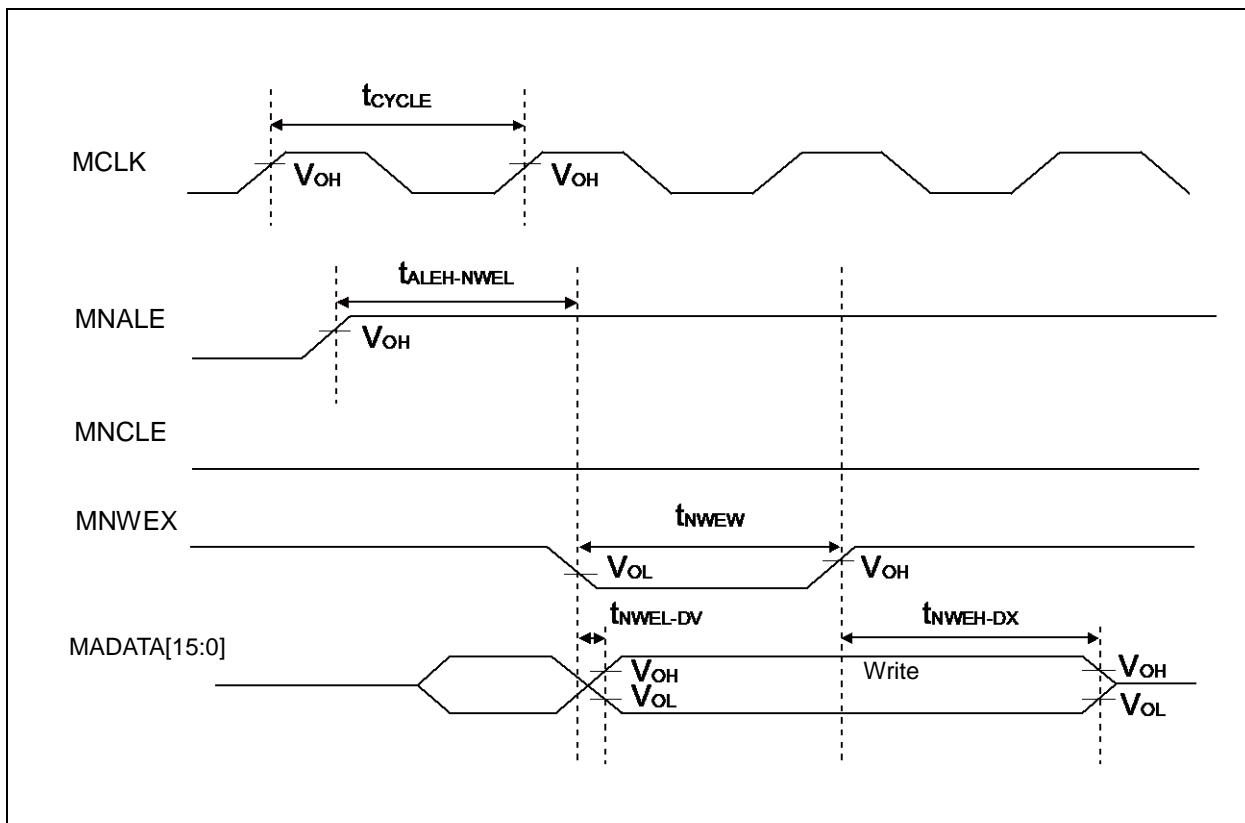 tCYCLE
MCLK
VOH VOH
tALEH-NWEL
MNALE
VOH
MNCLE
MNWEX
tNWEW
VOL VOH
tNWEL-DV tNWEH-DX
MADATA[15:0]
VOH Write VOH
VOL VOL